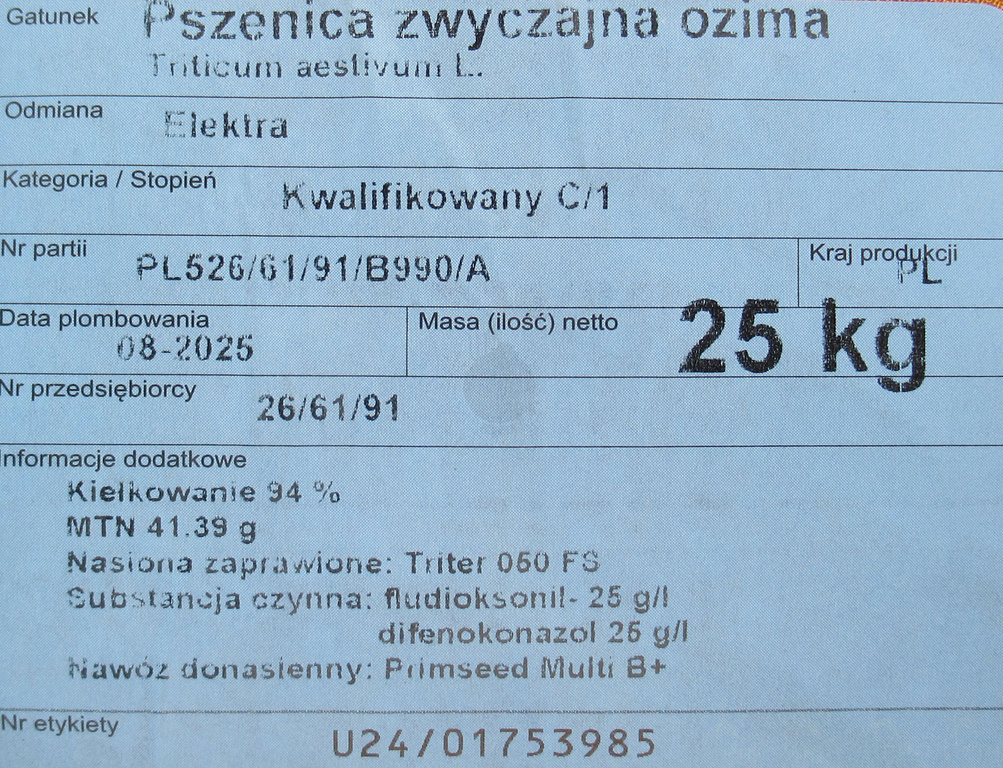 Gatunek Pszenica zwyczajna ozima
Triticum aestivum L.
Odmiana Elektra
Kategoria / Stopień Kwalifikowany C/1
Nr partii PL526/61/91/B990/A Kraj produkcji PL
Data plombowania 08-2025 Masa (ilość) netto 25 kg
Nr przedsiębiorcy 26/61/91
Informacje dodatkowe
Kiełkowanie 94 %
MTN 41.39 g
Nasiona zaprawione: Triter 050 FS
Substancja czynna: fludioksonil- 25 g/l
difenokonazol 25 g/l
Nawóz donasienny: Primseed Multi B+
Nr etykiety U24/01753985